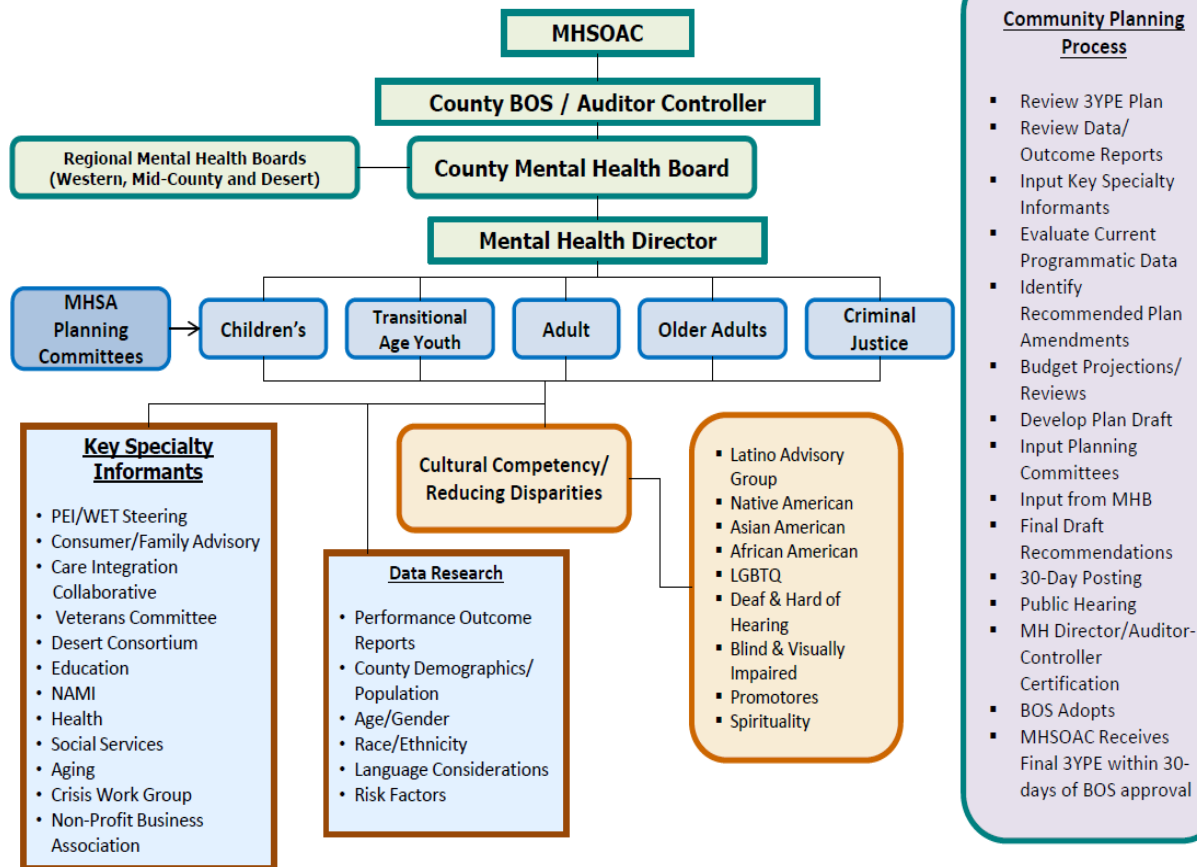 MHSOAC
County BOS / Auditor Controller
Regional Mental Health Boards
(Western, Mid-County and Desert)
County Mental Health Board
Mental Health Director
MHSA
Planning
Committees
Children's
Transitional
Age Youth
Adult
Older Adults
Criminal
Justice
Key Specialty
Informants
• PEI/WET Steering
• Consumer/Family Advisory
• Care Integration
Collaborative
• Veterans Committee
• Desert Consortium
• Education
• NAMI
• Health
• Social Services
• Aging
• Crisis Work Group
• Non-Profit Business
Association
Data Research
• Performance Outcome
Reports
• County Demographics/
Population
• Age/Gender
• Race/Ethnicity
• Language Considerations
• Risk Factors
Cultural Competency/
Reducing Disparities
▪ Latino Advisory
Group
▪ Native American
▪ Asian American
▪ African American
▪ LGBTQ
▪ Deaf & Hard of
Hearing
▪ Blind & Visually
Impaired
▪ Promotores
▪ Spirituality
Community Planning
Process
▪ Review 3YPE Plan
▪ Review Data/
Outcome Reports
▪ Input Key Specialty
Informants
▪ Evaluate Current
Programmatic Data
▪ Identify
Recommended Plan
Amendments
▪ Budget Projections/
Reviews
▪ Develop Plan Draft
▪ Input Planning
Committees
▪ Input from MHB
▪ Final Draft
Recommendations
▪ 30-Day Posting
▪ Public Hearing
▪ MH Director/Auditor-
Controller
Certification
▪ BOS Adopts
▪ MHSOAC Receives
Final 3YPE within 30-
days of BOS approval